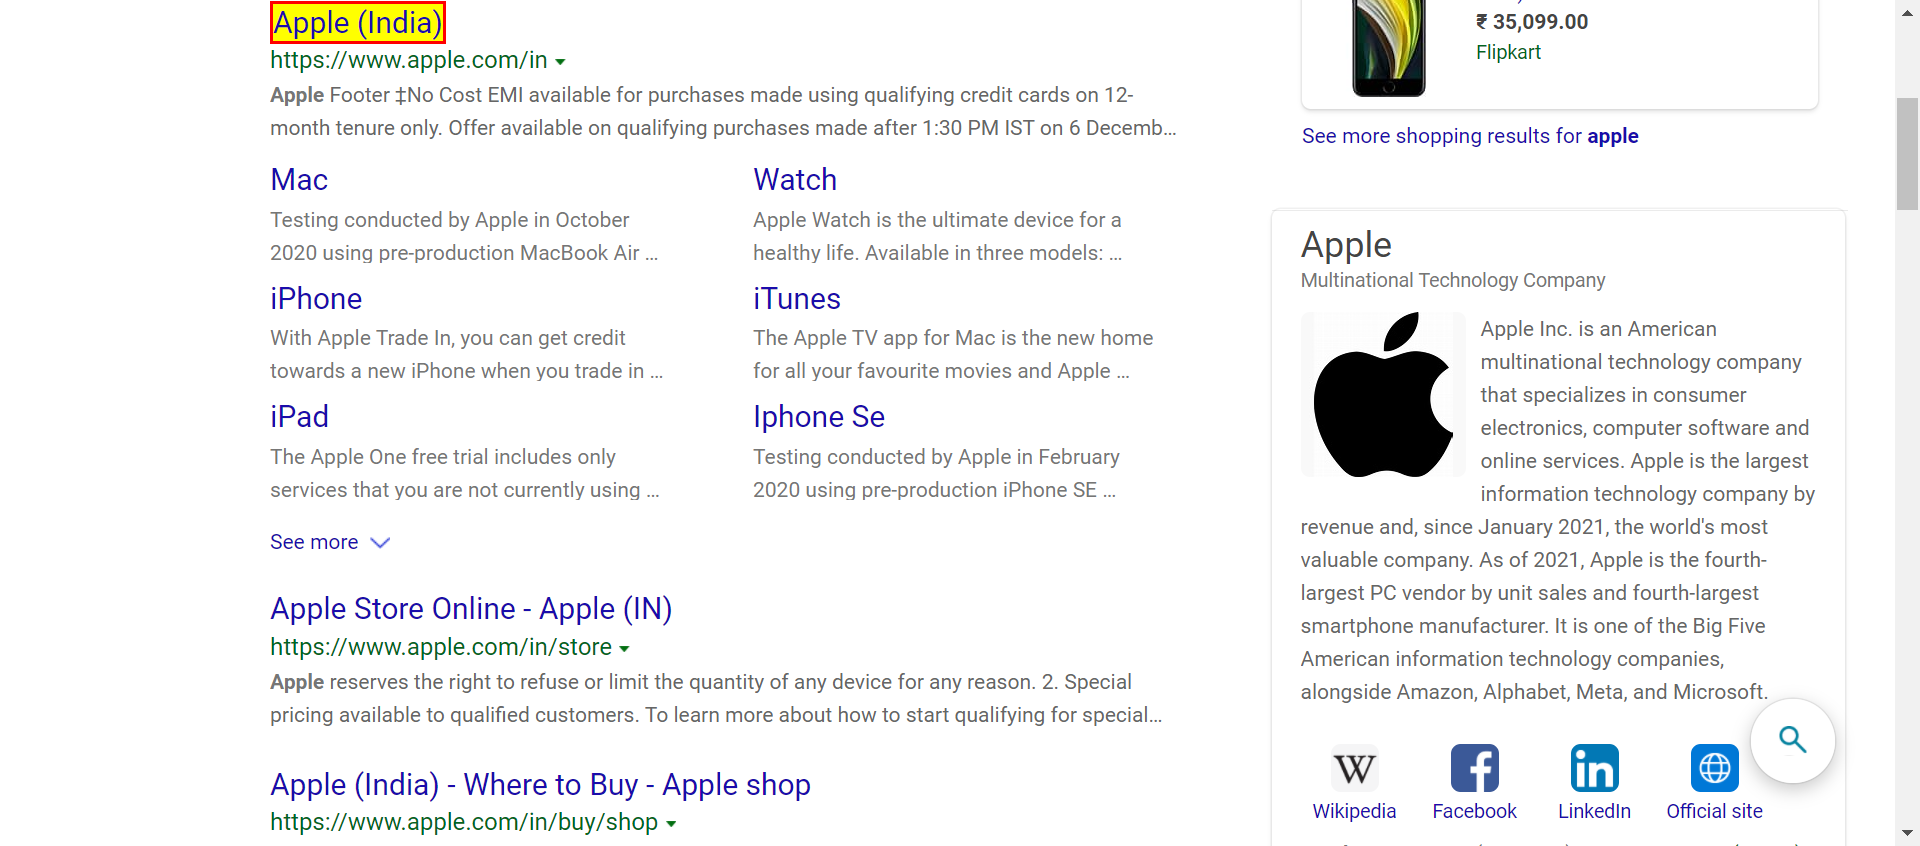 Apple (India)
https://www.apple.com/in
Apple Footer ‡No Cost EMI available for purchases made using qualifying credit cards on 12-
month tenure only. Offer available on qualifying purchases made after 1:30 PM IST on 6 Decemb...
Mac
Testing conducted by Apple in October
2020 using pre-production MacBook Air ...
Watch
Apple Watch is the ultimate device for a
healthy life. Available in three models: ...
iPhone
With Apple Trade In, you can get credit
towards a new iPhone when you trade in ...
iTunes
The Apple TV app for Mac is the new home
for all your favourite movies and Apple ...
iPad
The Apple One free trial includes only
services that you are not currently using ...
Iphone Se
Testing conducted by Apple in February
2020 using pre-production iPhone SE ...
See more
Apple Store Online - Apple (IN)
https://www.apple.com/in/store
Apple reserves the right to refuse or limit the quantity of any device for any reason. 2. Special
pricing available to qualified customers. To learn more about how to start qualifying for special...
Apple (India) - Where to Buy - Apple shop
https://www.apple.com/in/buy/shop
₹ 35,099.00
Flipkart
See more shopping results for apple
Apple
Multinational Technology Company
Apple Inc. is an American
multinational technology company
that specializes in consumer
electronics, computer software and
online services. Apple is the largest
information technology company by
revenue and, since January 2021, the world's most
valuable company. As of 2021, Apple is the fourth-
largest PC vendor by unit sales and fourth-largest
smartphone manufacturer. It is one of the Big Five
American information technology companies,
alongside Amazon, Alphabet, Meta, and Microsoft.
W
f
in
Wikipedia
Facebook
LinkedIn
Official site